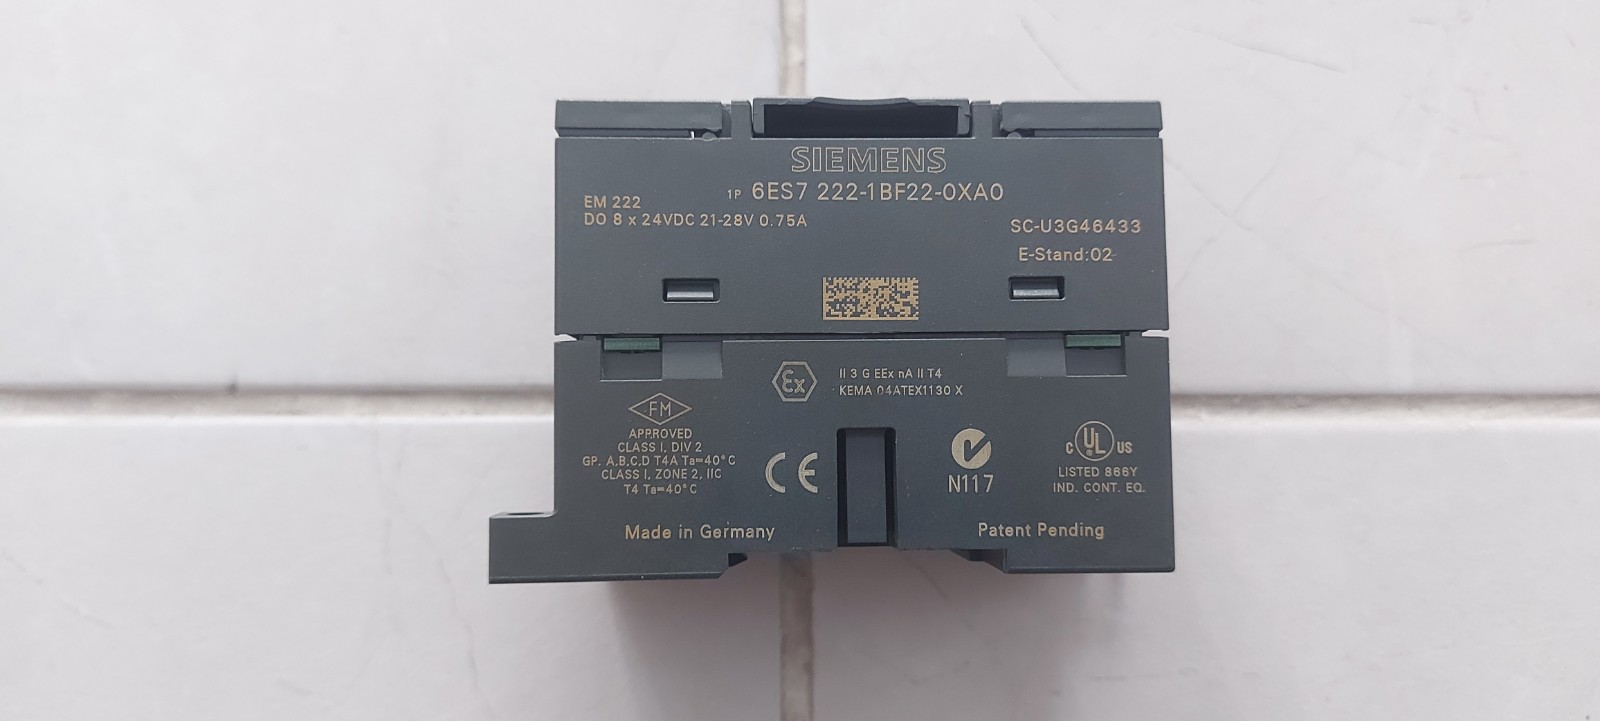 SIEMENS
1P 6ES7 222-1BF22-0XA0
EM 222
DO 8 x 24VDC 21-28V 0.75A
SC-U3G46433
E-Stand:02
Ex
II 3 G EEx nA II T4
KEMA 04ATEX1130 X
FM
APPROVED
CLASS I, DIV 2
GP. A,B,C,D T4A Ta=40°C
CLASS I, ZONE 2, IIC
T4 Ta=40°C
CE
N117
C UL US
®
LISTED 866Y
IND. CONT. EQ.
Made in Germany
Patent Pending